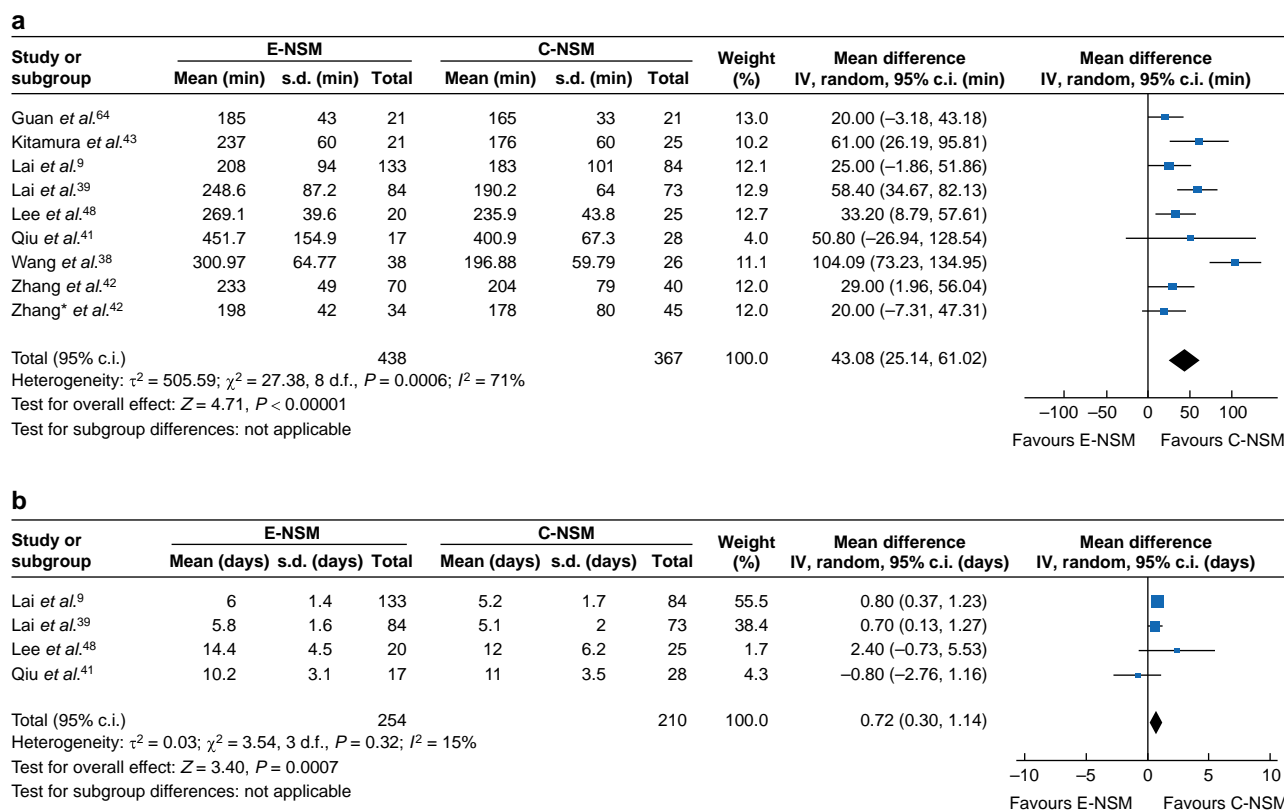 a
Study or subgroup E-NSM C-NSM Weight (%) Mean difference IV, random, 95% c.i. (min) Mean difference IV, random, 95% c.i. (min)
Mean (min) s.d. (min) Total Mean (min) s.d. (min) Total
Guan et al.64 185 43 21 165 33 21 13.0 20.00 (–3.18, 43.18)
Kitamura et al.43 237 60 21 176 60 25 10.2 61.00 (26.19, 95.81)
Lai et al.9 208 94 133 183 101 84 12.1 25.00 (–1.86, 51.86)
Lai et al.39 248.6 87.2 84 190.2 64 73 12.9 58.40 (34.67, 82.13)
Lee et al.48 269.1 39.6 20 235.9 43.8 25 12.7 33.20 (8.79, 57.61)
Qiu et al.41 451.7 154.9 17 400.9 67.3 28 4.0 50.80 (–26.94, 128.54)
Wang et al.38 300.97 64.77 38 196.88 59.79 26 11.1 104.09 (73.23, 134.95)
Zhang et al.42 233 49 70 204 79 40 12.0 29.00 (1.96, 56.04)
Zhang* et al.42 198 42 34 178 80 45 12.0 20.00 (–7.31, 47.31)
Total (95% c.i.) 438 367 100.0 43.08 (25.14, 61.02)
Heterogeneity: τ2 = 505.59; χ2 = 27.38, 8 d.f., P = 0.0006; I2 = 71%
Test for overall effect: Z = 4.71, P < 0.00001
Test for subgroup differences: not applicable
–100 –50 0 50 100
Favours E-NSM Favours C-NSM
b
Study or subgroup E-NSM C-NSM Weight (%) Mean difference IV, random, 95% c.i. (days) Mean difference IV, random, 95% c.i. (days)
Mean (days) s.d. (days) Total Mean (days) s.d. (days) Total
Lai et al.9 6 1.4 133 5.2 1.7 84 55.5 0.80 (0.37, 1.23)
Lai et al.39 5.8 1.6 84 5.1 2 73 38.4 0.70 (0.13, 1.27)
Lee et al.48 14.4 4.5 20 12 6.2 25 1.7 2.40 (–0.73, 5.53)
Qiu et al.41 10.2 3.1 17 11 3.5 28 4.3 –0.80 (–2.76, 1.16)
Total (95% c.i.) 254 210 100.0 0.72 (0.30, 1.14)
Heterogeneity: τ2 = 0.03; χ2 = 3.54, 3 d.f., P = 0.32; I2 = 15%
Test for overall effect: Z = 3.40, P = 0.0007
Test for subgroup differences: not applicable
–10 –5 0 5 10
Favours E-NSM Favours C-NSM